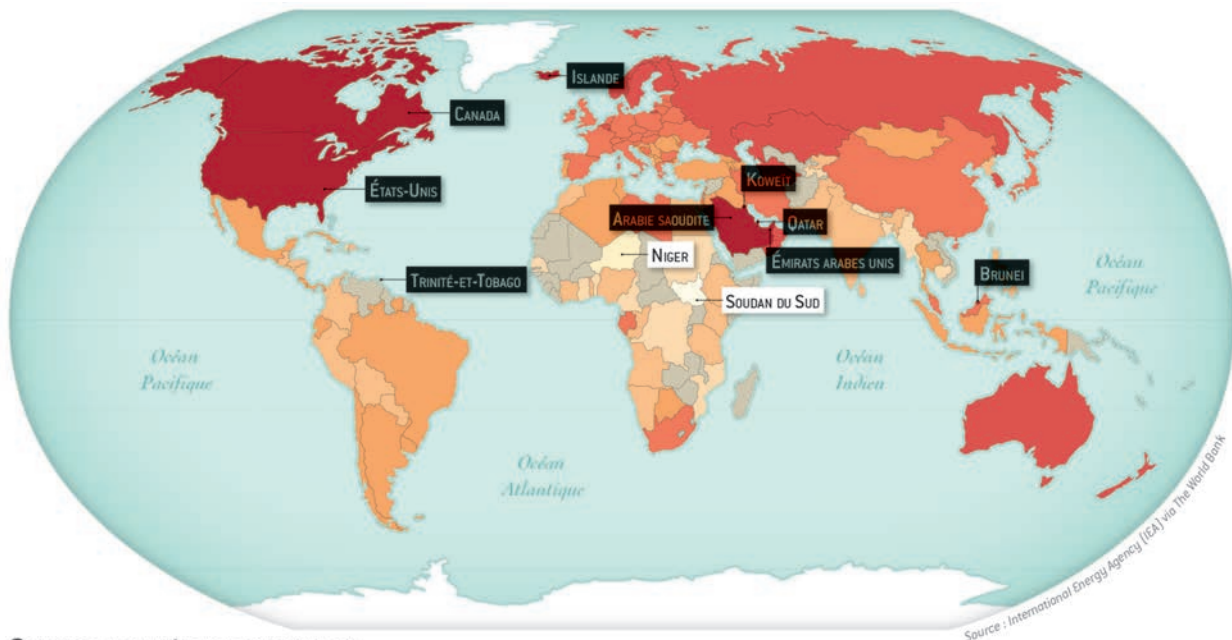 ISLANDE
CANADA
ÉTATS-UNIS
KOWEÏT
ARABIE SAOUDITE
QATAR
NIGER
ÉMIRATS ARABES UNIS
TRINITÉ-ET-TOBAGO
BRUNEI
SOUDAN DU SUD
Océan
Pacifique
Océan
Pacifique
Océan
Indien
Océan
Atlantique
Source : International Energy Agency (IEA) via The World Bank